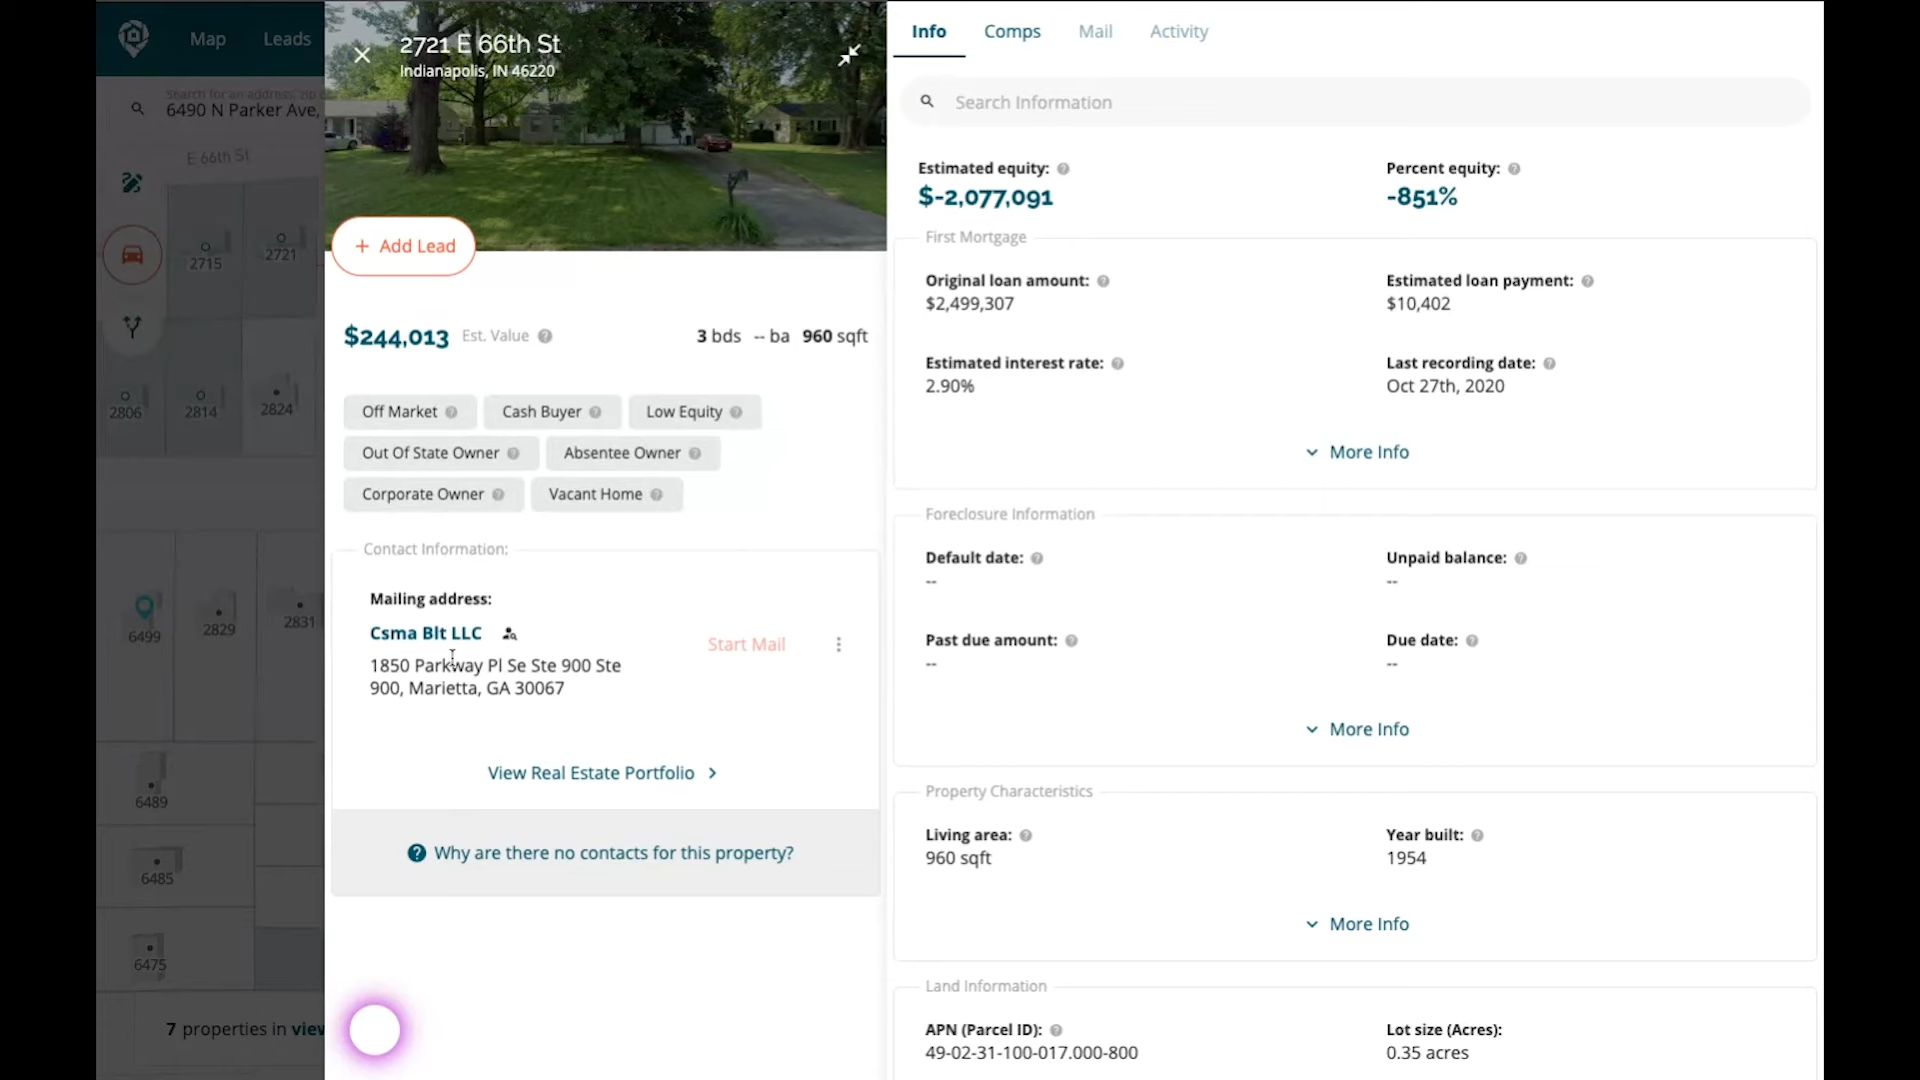 Map Leads
Search for an address, zip
6490 N Parker Ave,
E 66th St
2715
2721
2806
2814
2824
6499
2829
2831
6489
6485
6475
7 properties in view
2721 E 66th St
Indianapolis, IN 46220
+ Add Lead
$244,013 Est. Value ?
3 bds -- ba 960 sqft
Off Market ? Cash Buyer ? Low Equity ?
Out Of State Owner ? Absentee Owner ?
Corporate Owner ? Vacant Home ?
Contact Information:
Mailing address:
Csma Blt LLC
1850 Parkway Pl Se Ste 900 Ste
900, Marietta, GA 30067
Start Mail
View Real Estate Portfolio >
? Why are there no contacts for this property?
Info Comps Mail Activity
Search Information
Estimated equity: ?
$-2,077,091
Percent equity: ?
-851%
First Mortgage
Original loan amount: ?
$2,499,307
Estimated loan payment: ?
$10,402
Estimated interest rate: ?
2.90%
Last recording date: ?
Oct 27th, 2020
More Info
Foreclosure Information
Default date: ?
--
Unpaid balance: ?
--
Past due amount: ?
--
Due date: ?
--
More Info
Property Characteristics
Living area: ?
960 sqft
Year built: ?
1954
More Info
Land Information
APN (Parcel ID): ?
49-02-31-100-017.000-800
Lot size (Acres):
0.35 acres